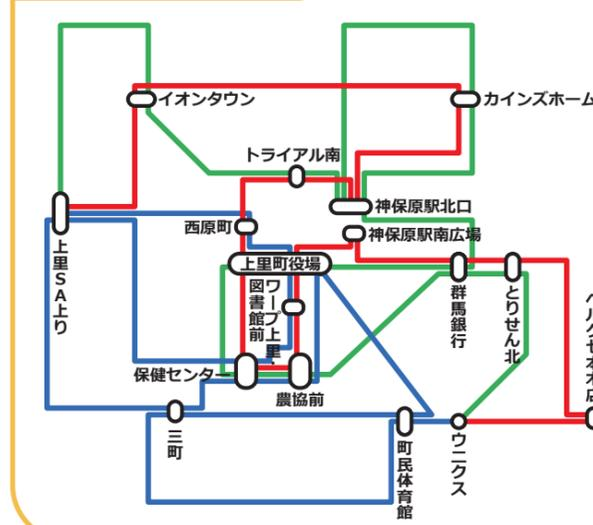 イオンタウン
カインズホーム
トライアル南
神保原駅北口
西原町
神保原駅南広場
上里町役場
上里SA上り
ワープ上里・
図書館前
群馬銀行
とりせん北
保健センター
農協前
三町
町民体育館
ウニクス